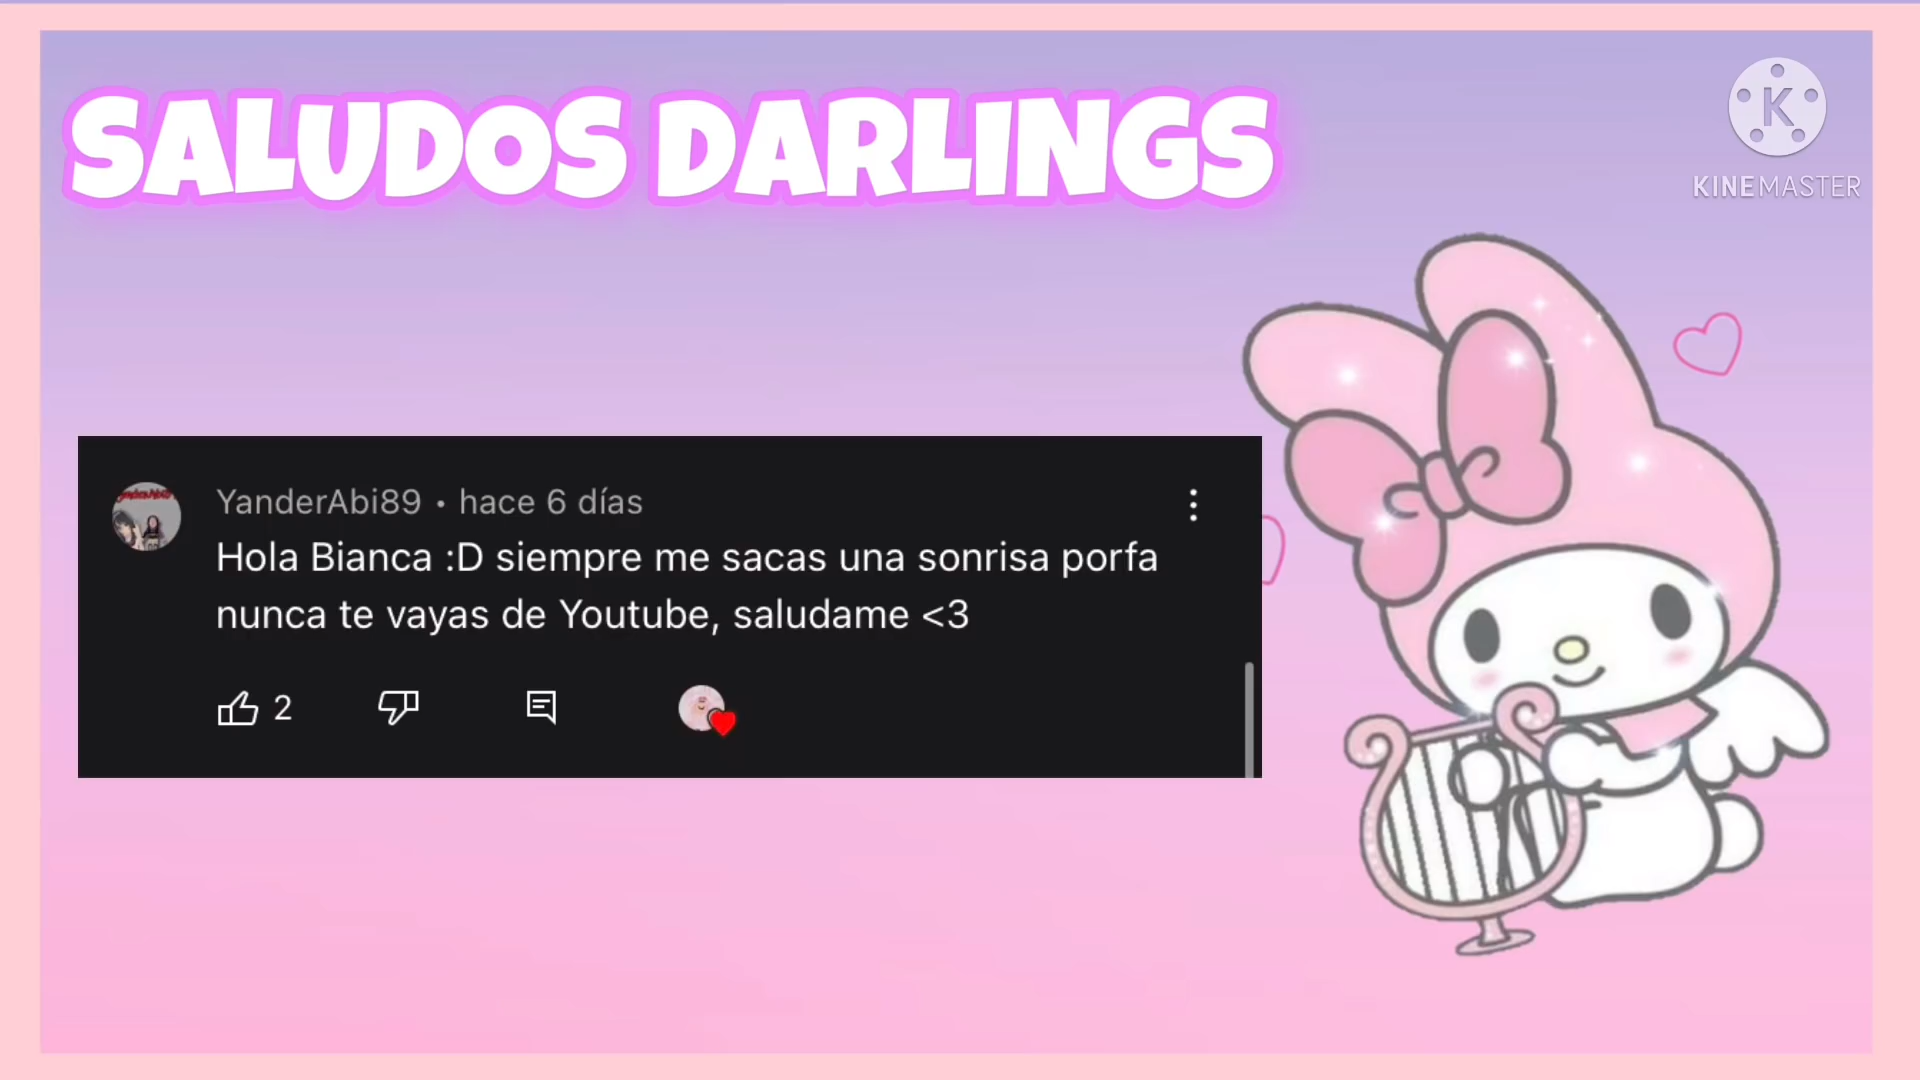 SALUDOS DARLINGS
K
KINEMASTER
YanderAbi89 • hace 6 días
Hola Bianca :D siempre me sacas una sonrisa porfa
nunca te vayas de Youtube, saludame <3
2